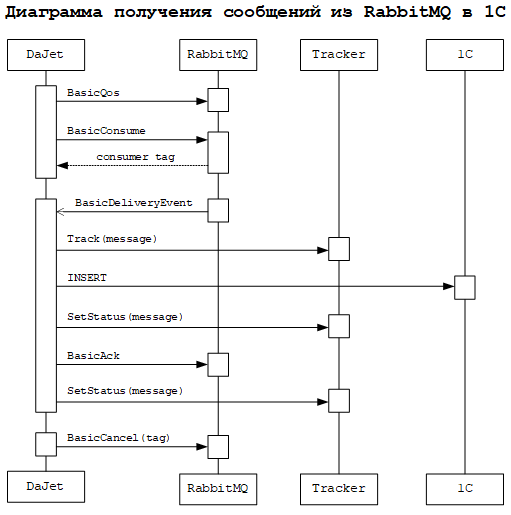 Диаграмма получения сообщений из RabbitMQ в 1С
DaJet
RabbitMQ
Tracker
1C
BasicQos
BasicConsume
consumer tag
BasicDeliveryEvent
Track(message)
INSERT
SetStatus(message)
BasicAck
SetStatus(message)
BasicCancel(tag)
DaJet
RabbitMQ
Tracker
1C